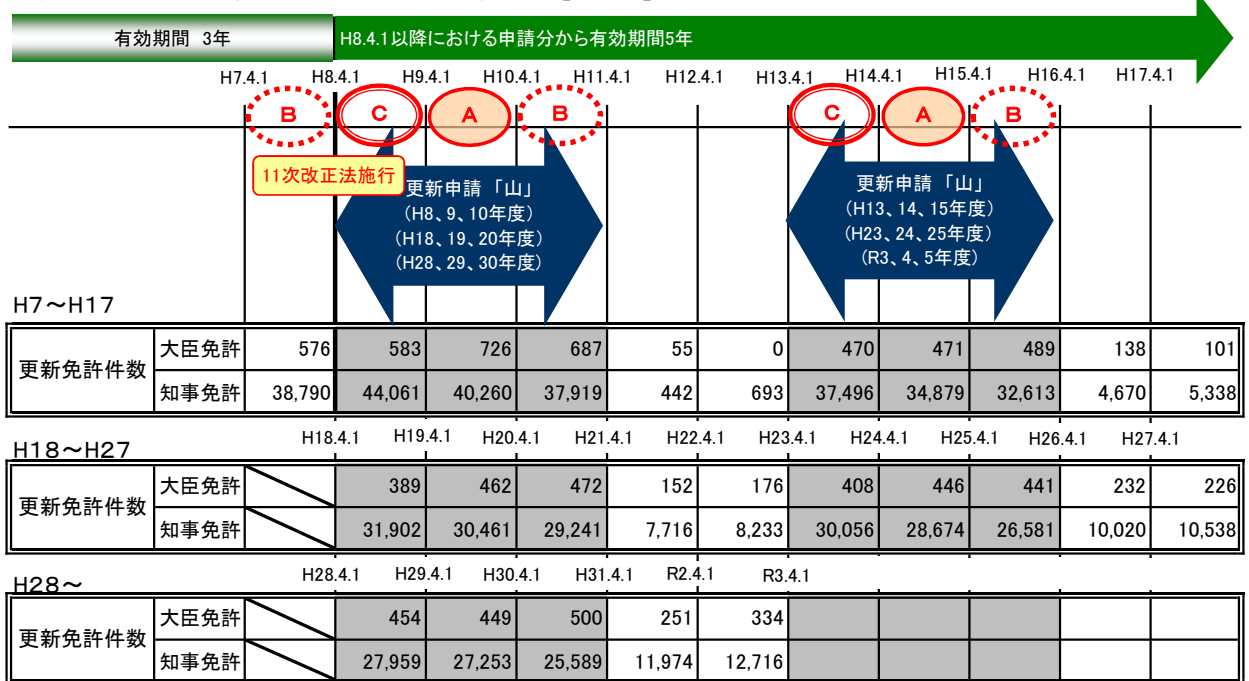 有効期間 3年
H8.4.1以降における申請分から有効期間5年
H7.4.1 H8.4.1 H9.4.1 H10.4.1 H11.4.1 H12.4.1 H13.4.1 H14.4.1 H15.4.1 H16.4.1 H17.4.1
B C A B C A B
11次改正法施行
更新申請「山」
(H8、9、10年度)
(H18、19、20年度)
(H28、29、30年度)
更新申請「山」
(H13、14、15年度)
(H23、24、25年度)
(R3、4、5年度)
H7～H17
更新免許件数
大臣免許 576 583 726 687 55 0 470 471 489 138 101
知事免許 38,790 44,061 40,260 37,919 442 693 37,496 34,879 32,613 4,670 5,338
H18～H27
H18.4.1 H19.4.1 H20.4.1 H21.4.1 H22.4.1 H23.4.1 H24.4.1 H25.4.1 H26.4.1 H27.4.1
更新免許件数
大臣免許 389 462 472 152 176 408 446 441 232 226
知事免許 31,902 30,461 29,241 7,716 8,233 30,056 28,674 26,581 10,020 10,538
H28～
H28.4.1 H29.4.1 H30.4.1 H31.4.1 R2.4.1 R3.4.1
更新免許件数
大臣免許 454 449 500 251 334
知事免許 27,959 27,253 25,589 11,974 12,716